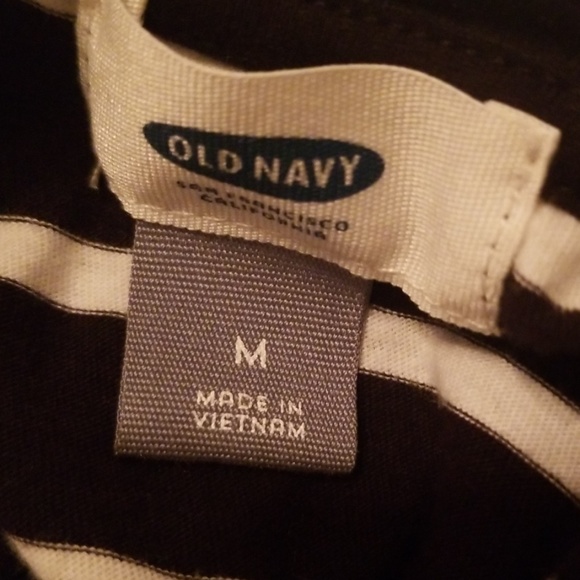 OLD NAVY
SAN FRANCISCO
CALIFORNIA
M
MADE IN
VIETNAM